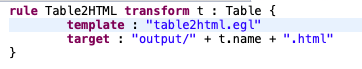 rule Table2HTML transform t : Table {
template : "table2html.egl"
target : "output/" + t.name + ".html"
}